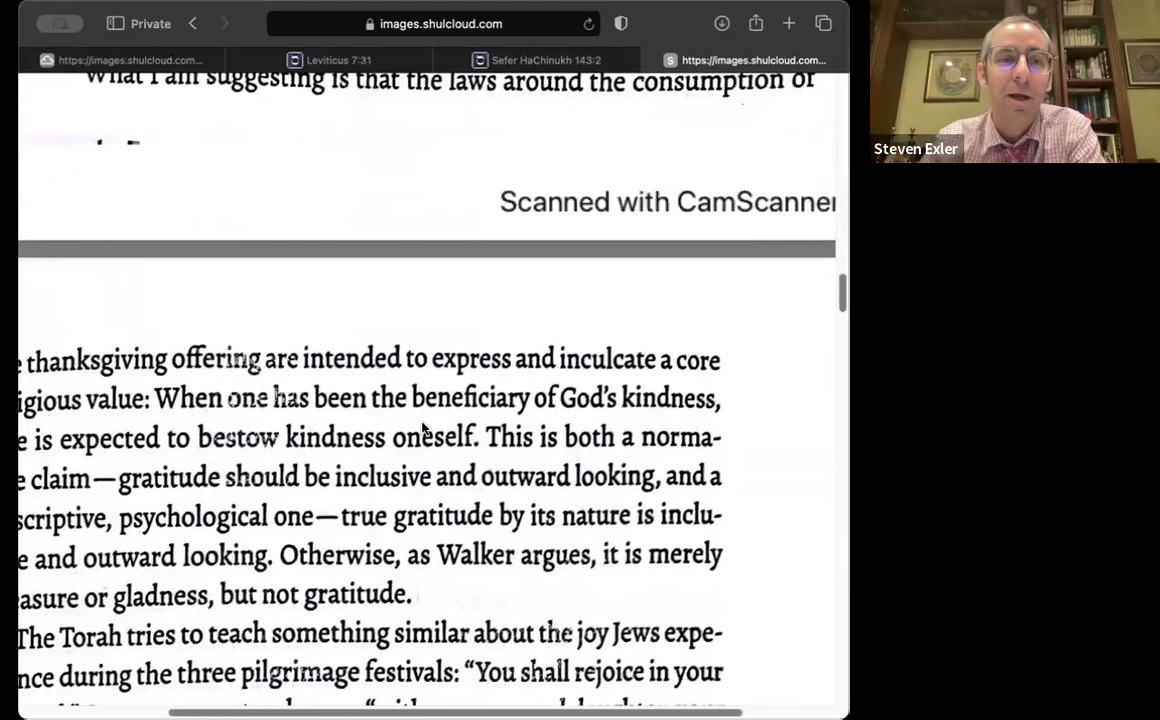 Private
images.shulcloud.com
https://images.shulcloud.com...
Leviticus 7:31
Sefer HaChinukh 143:2
S https://images.shulcloud.com...
What I am suggesting is that the laws around the consumption of
Scanned with CamScanner
e thanksgiving offering are intended to express and inculcate a core
igious value: When one has been the beneficiary of God's kindness,
e is expected to bestow kindness oneself. This is both a norma-
e claim—gratitude should be inclusive and outward looking, and a
scriptive, psychological one—true gratitude by its nature is inclu-
e and outward looking. Otherwise, as Walker argues, it is merely
easure or gladness, but not gratitude.
The Torah tries to teach something similar about the joy Jews expe-
nce during the three pilgrimage festivals: “You shall rejoice in your
Steven Exler